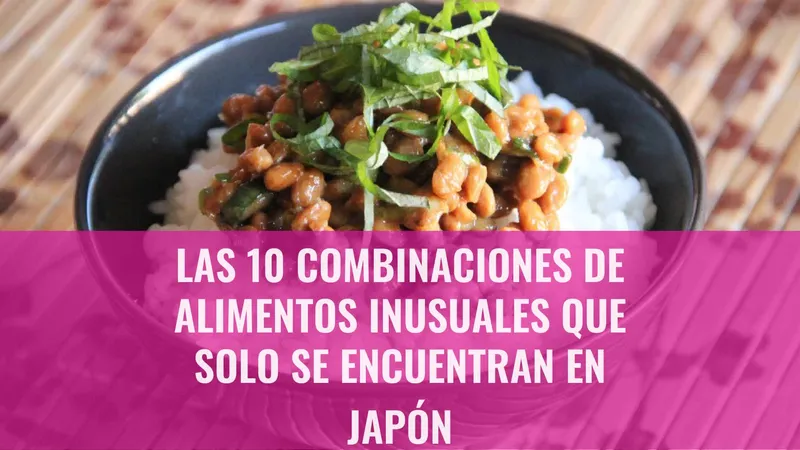 LAS 10 COMBINACIONES DE
ALIMENTOS INUSUALES QUE
SOLO SE ENCUENTRAN EN
JAPÓN